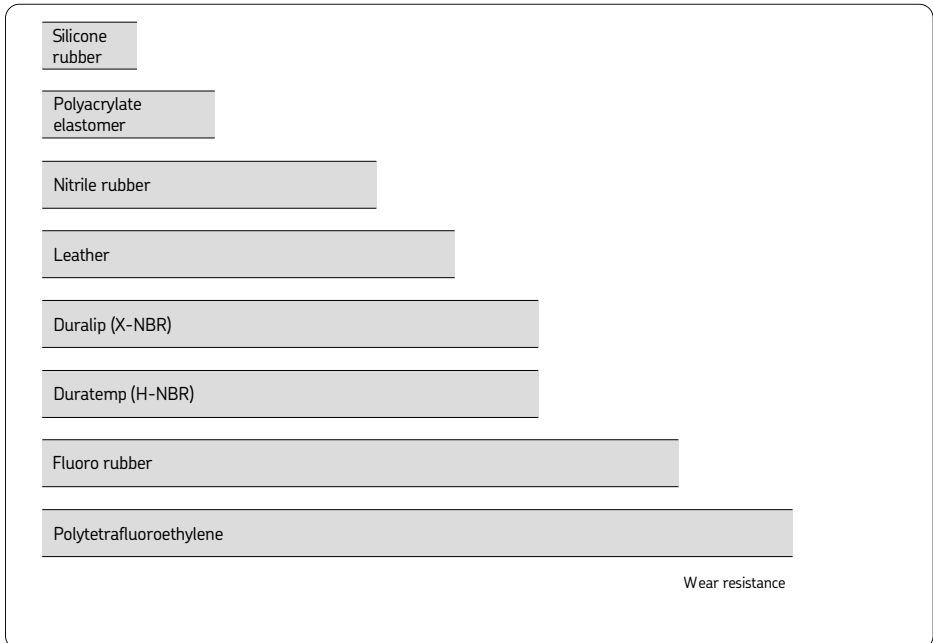 Silicone
rubber
Polyacrylate
elastomer
Nitrile rubber
Leather
Duralip (X-NBR)
Duratemp (H-NBR)
Fluoro rubber
Polytetrafluoroethylene
Wear resistance